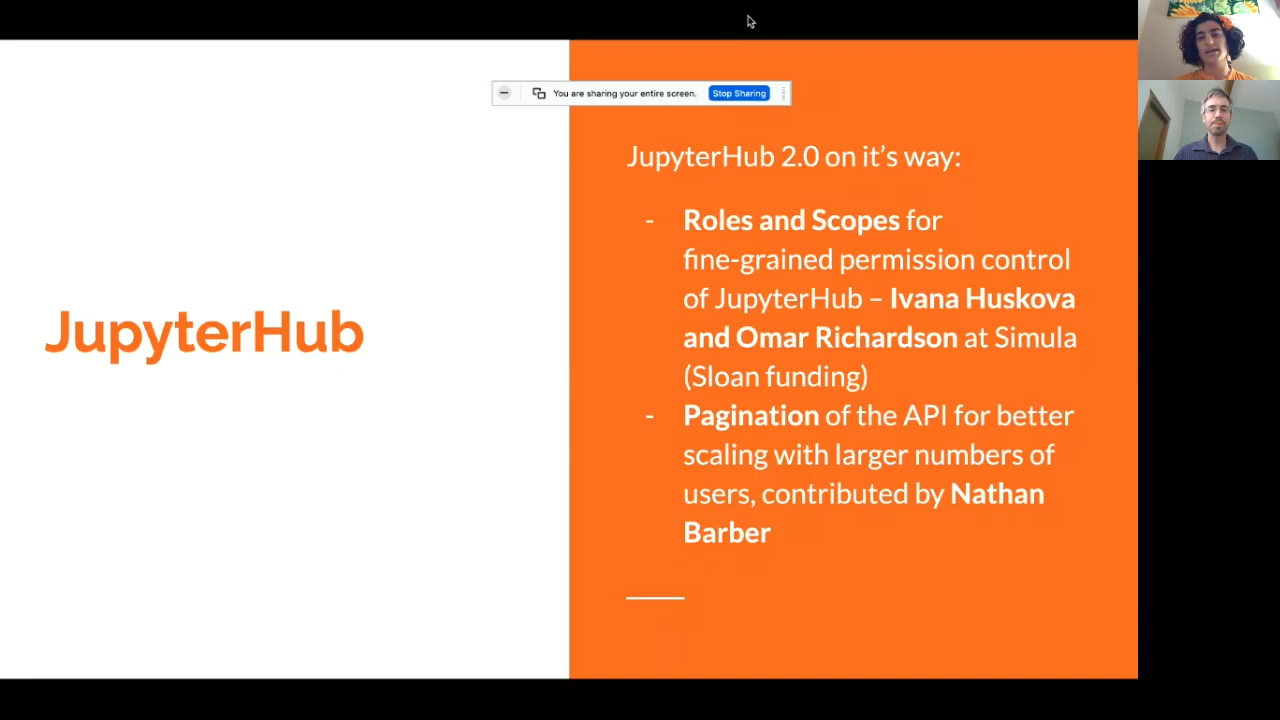 You are sharing your entire screen. Stop Sharing
JupyterHub
JupyterHub 2.0 on it's way:
- Roles and Scopes for
fine-grained permission control
of JupyterHub – Ivana Huskova
and Omar Richardson at Simula
(Sloan funding)
- Pagination of the API for better
scaling with larger numbers of
users, contributed by Nathan
Barber